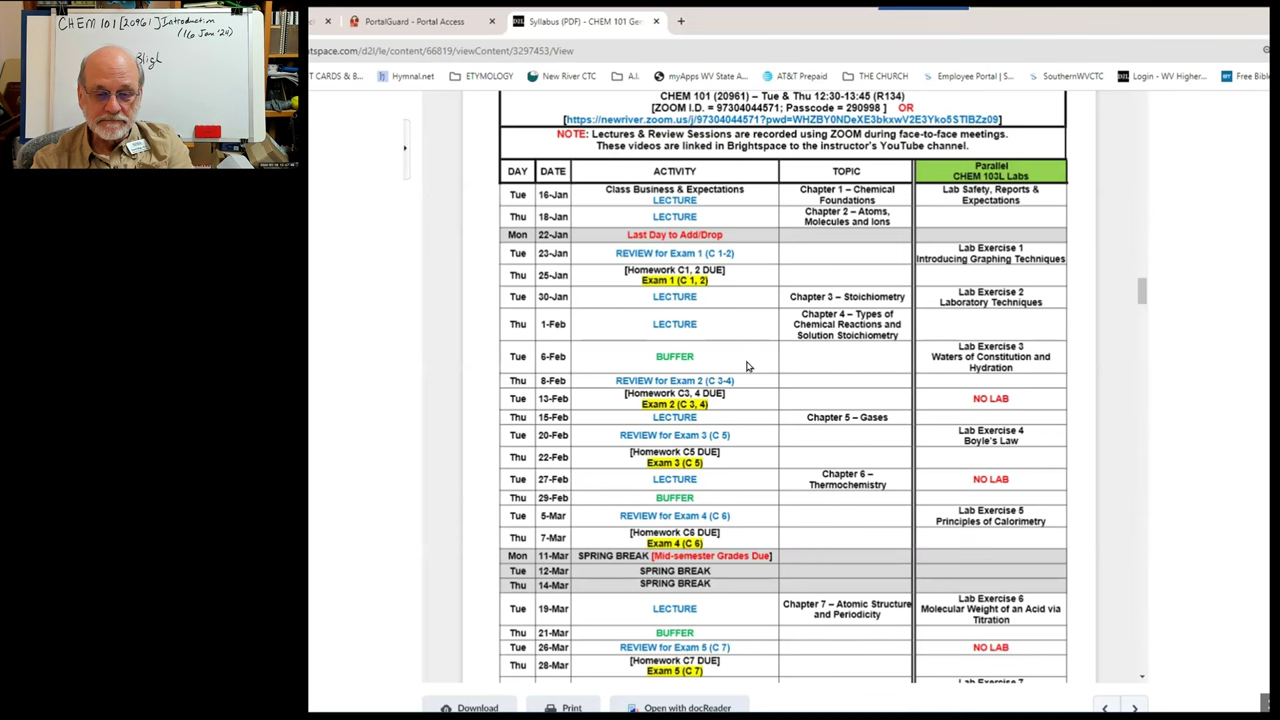 CHEM 101 [20961] Introduction
(16 Jan '24)
Bligh
PortalGuard - Portal Access
Syllabus (PDF) - CHEM 101 Gen
ntspace.com/d2l/le/content/66819/viewContent/3297453/View
T CARDS & B...
Hymnal.net
ETYMOLOGY
New River CTC
A.I.
myApps WV State A...
AT&T Prepaid
THE CHURCH
Employee Portal | S...
SouthernWVCTC
Login - WV Higher...
Free Bibl
CHEM 101 (20961) – Tue & Thu 12:30-13:45 (R134)
[ZOOM I.D. = 97304044571; Passcode = 290998 ] OR
[https://newriver.zoom.us/j/97304044571?pwd=WHZBY0NDeXE3bkxwV2E3Yko5STlBZz09]
NOTE: Lectures & Review Sessions are recorded using ZOOM during face-to-face meetings.
These videos are linked in Brightspace to the instructor's YouTube channel.
DAY DATE ACTIVITY TOPIC Parallel CHEM 103L Labs
Tue 16-Jan Class Business & Expectations LECTURE Chapter 1 – Chemical Foundations Lab Safety, Reports & Expectations
Thu 18-Jan LECTURE Chapter 2 – Atoms, Molecules and Ions
Mon 22-Jan Last Day to Add/Drop
Tue 23-Jan REVIEW for Exam 1 (C 1-2) Lab Exercise 1 Introducing Graphing Techniques
Thu 25-Jan [Homework C1, 2 DUE] Exam 1 (C 1, 2)
Tue 30-Jan LECTURE Chapter 3 – Stoichiometry Lab Exercise 2 Laboratory Techniques
Thu 1-Feb LECTURE Chapter 4 – Types of Chemical Reactions and Solution Stoichiometry
Tue 6-Feb BUFFER Lab Exercise 3 Waters of Constitution and Hydration
Thu 8-Feb REVIEW for Exam 2 (C 3-4)
Tue 13-Feb [Homework C3, 4 DUE] Exam 2 (C 3, 4) NO LAB
Thu 15-Feb LECTURE Chapter 5 – Gases
Tue 20-Feb REVIEW for Exam 3 (C 5) Lab Exercise 4 Boyle's Law
Thu 22-Feb [Homework C5 DUE] Exam 3 (C 5)
Tue 27-Feb LECTURE Chapter 6 – Thermochemistry NO LAB
Thu 29-Feb BUFFER
Tue 5-Mar REVIEW for Exam 4 (C 6) Lab Exercise 5 Principles of Calorimetry
Thu 7-Mar [Homework C6 DUE] Exam 4 (C 6)
Mon 11-Mar SPRING BREAK [Mid-semester Grades Due]
Tue 12-Mar SPRING BREAK
Thu 14-Mar SPRING BREAK
Tue 19-Mar LECTURE Chapter 7 – Atomic Structure and Periodicity Lab Exercise 6 Molecular Weight of an Acid via Titration
Thu 21-Mar BUFFER
Tue 26-Mar REVIEW for Exam 5 (C 7) NO LAB
Thu 28-Mar [Homework C7 DUE] Exam 5 (C 7)
Lab Exercise 7
Download
Print
Open with docReader